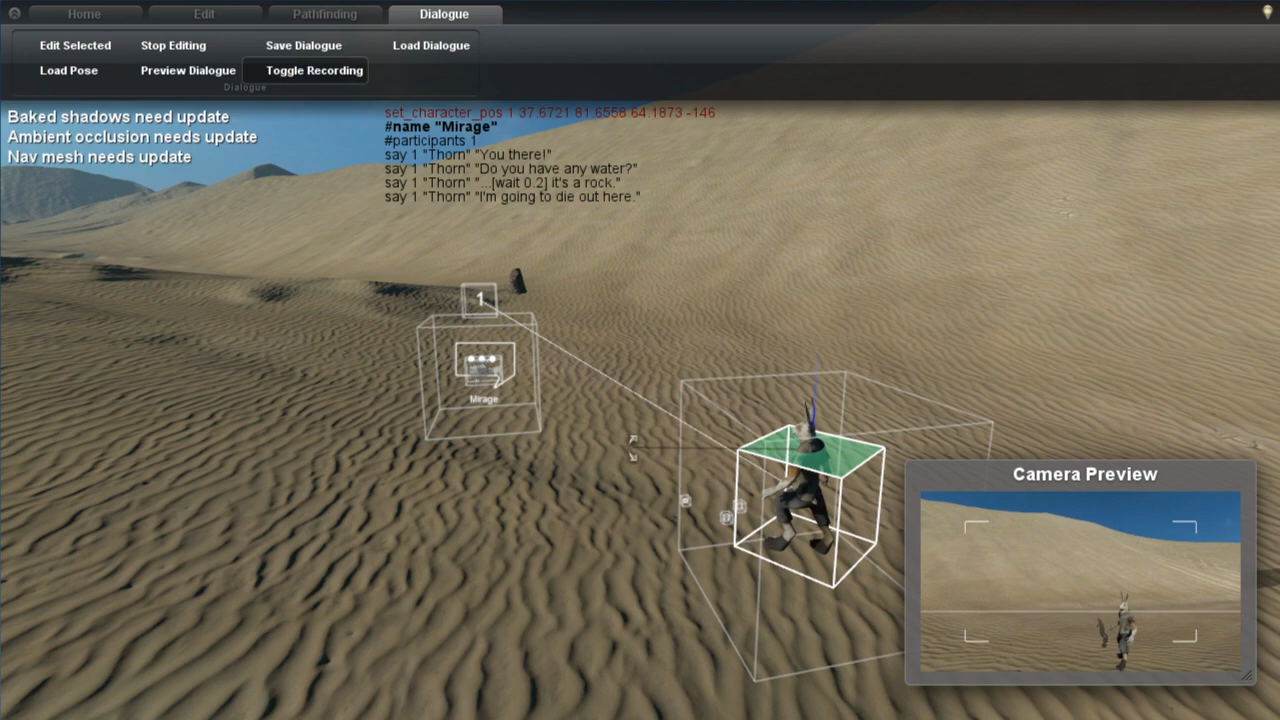 Home Edit Pathfinding Dialogue
Edit Selected Stop Editing Save Dialogue Load Dialogue
Load Pose Preview Dialogue Toggle Recording
Dialogue
Baked shadows need update
Ambient occlusion needs update
Nav mesh needs update
set_character_pos 1 37.6721 81.6558 64.1873 -146
#name "Mirage"
#participants 1
say 1 "Thorn" "You there!"
say 1 "Thorn" "Do you have any water?"
say 1 "Thorn" "...[wait 0.2] it's a rock."
say 1 "Thorn" "I'm going to die out here."
1
Mirage
Camera Preview